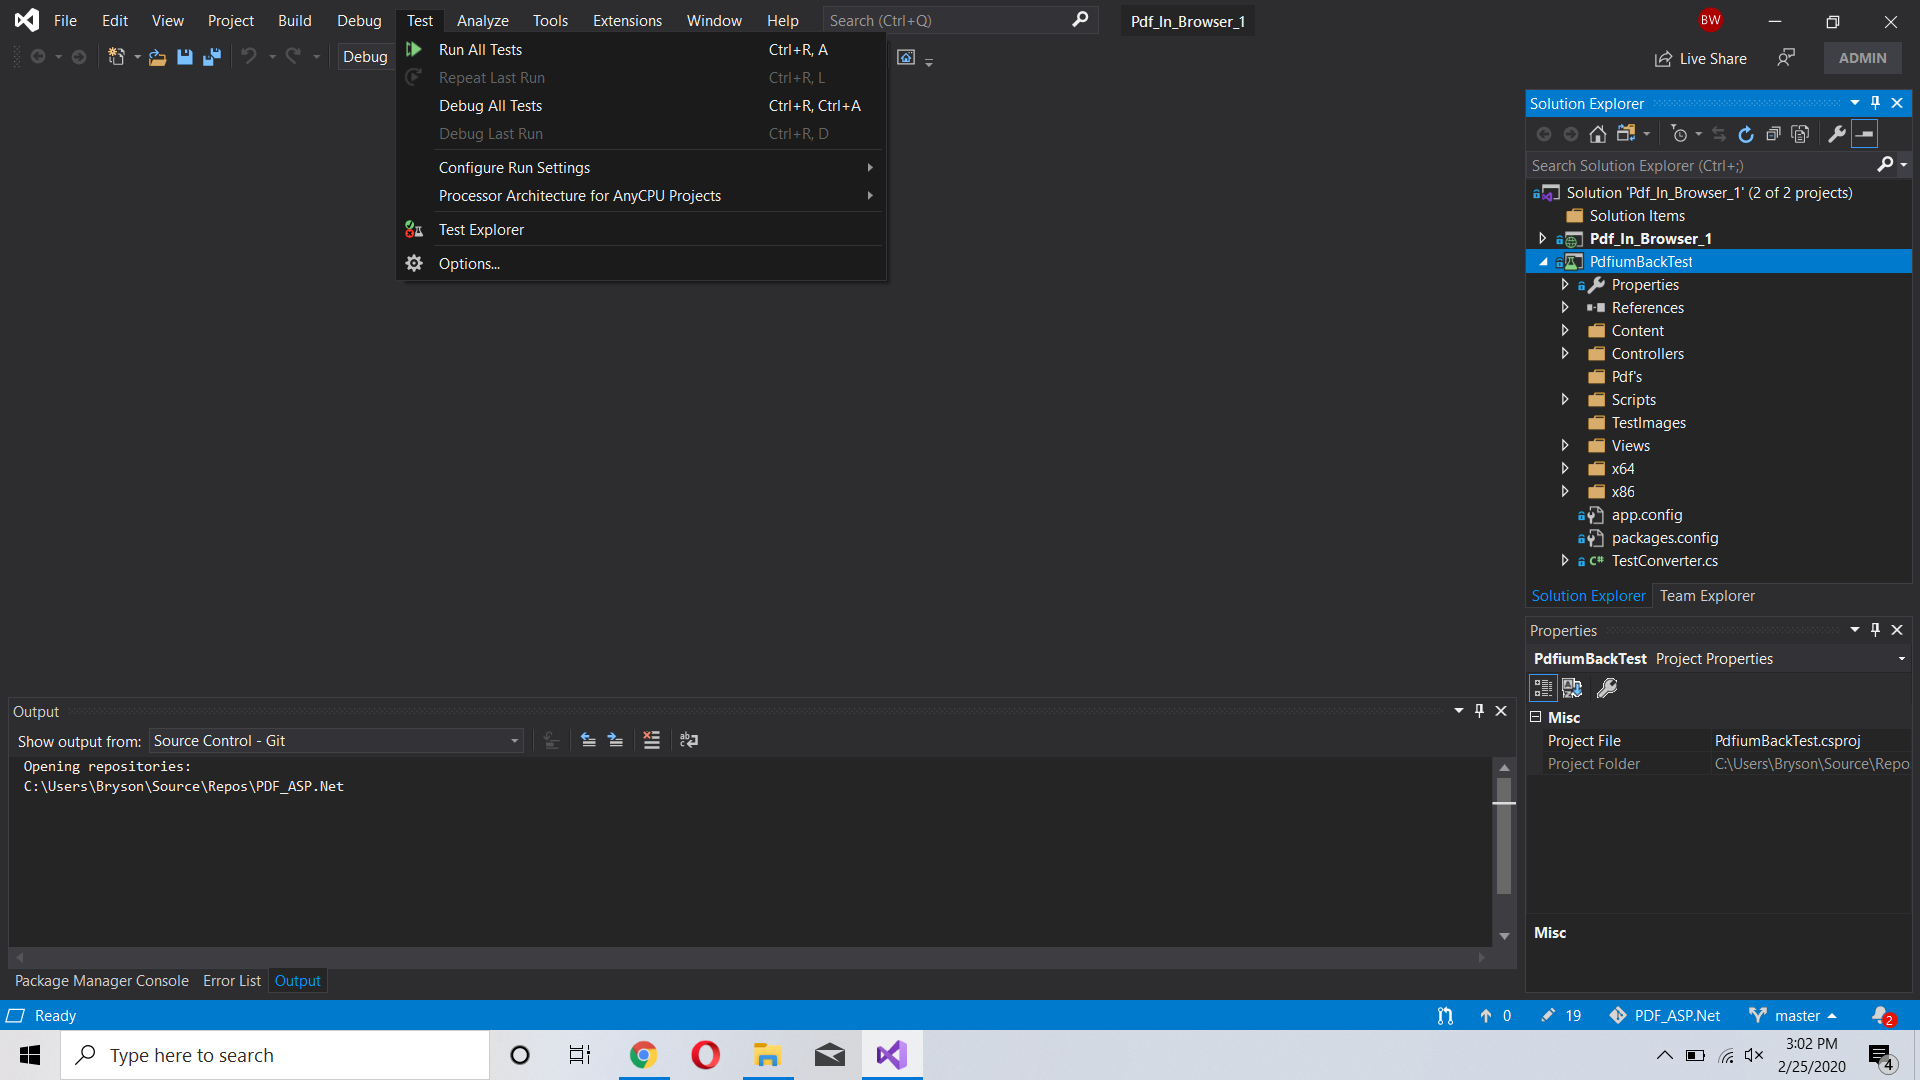 File Edit View Project Build Debug Test Analyze Tools Extensions Window Help Search (Ctrl+Q) Pdf_In_Browser_1 BW
Debug Live Share ADMIN
Run All Tests Ctrl+R, A
Repeat Last Run Ctrl+R, L
Debug All Tests Ctrl+R, Ctrl+A
Debug Last Run Ctrl+R, D
Configure Run Settings
Processor Architecture for AnyCPU Projects
Test Explorer
Options...
Solution Explorer
Search Solution Explorer (Ctrl+;)
Solution 'Pdf_In_Browser_1' (2 of 2 projects)
Solution Items
Pdf_In_Browser_1
PdfiumBackTest
Properties
References
Content
Controllers
Pdf's
Scripts
TestImages
Views
x64
x86
app.config
packages.config
C# TestConverter.cs
Solution Explorer Team Explorer
Properties
PdfiumBackTest Project Properties
Misc
Project File PdfiumBackTest.csproj
Project Folder C:\Users\Bryson\Source\Repo
Misc
Output
Show output from: Source Control - Git
Opening repositories:
C:\Users\Bryson\Source\Repos\PDF_ASP.Net
Package Manager Console Error List Output
Ready 0 19 PDF_ASP.Net master 2
Type here to search
3:02 PM
2/25/2020
4